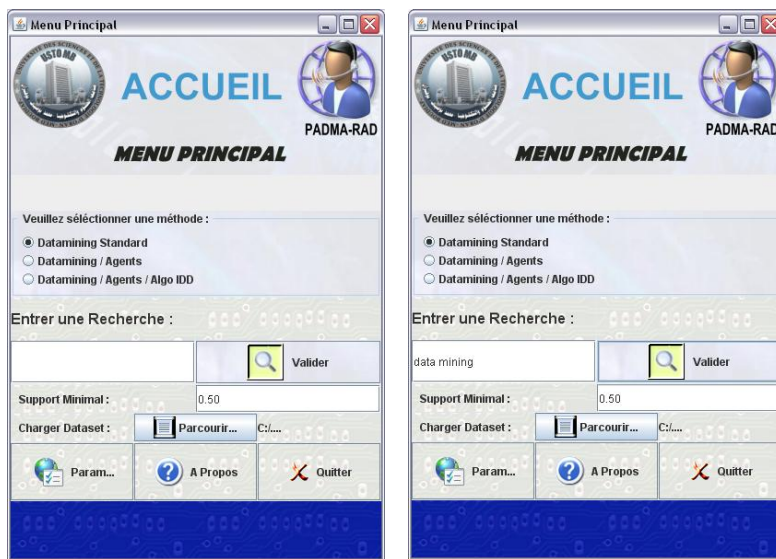 Menu Principal
USTOMB
ACCUEIL
PADMA-RAD
MENU PRINCIPAL
Veuillez séléctionner une méthode :
Datamining Standard
Datamining / Agents
Datamining / Agents / Algo IDD
Entrer une Recherche :
Valider
Support Minimal :
0.50
Charger Dataset :
Parcourir...
C:/....
Param...
A Propos
Quitter
Menu Principal
USTOMB
ACCUEIL
PADMA-RAD
MENU PRINCIPAL
Veuillez séléctionner une méthode :
Datamining Standard
Datamining / Agents
Datamining / Agents / Algo IDD
Entrer une Recherche :
data mining
Valider
Support Minimal :
0.50
Charger Dataset :
Parcourir...
C:/....
Param...
A Propos
Quitter